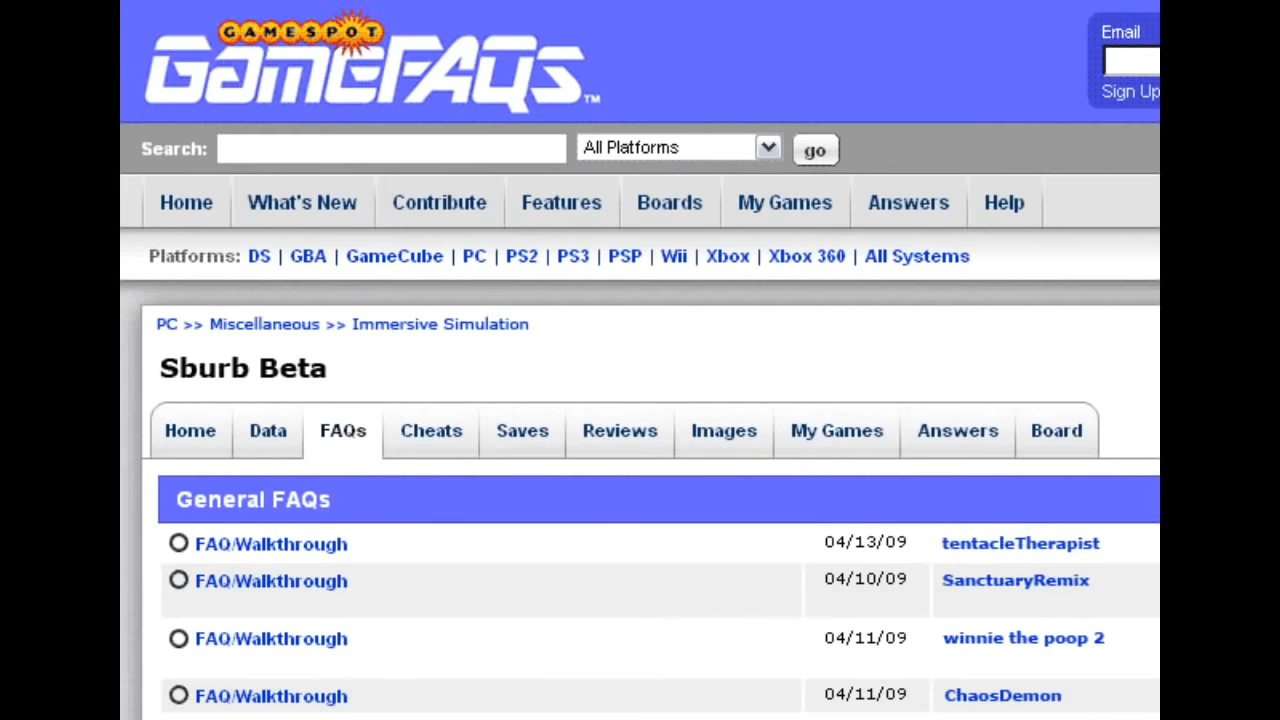 GAMESPOT
GameFAQs™
Email
Sign Up
Search: All Platforms go
Home What's New Contribute Features Boards My Games Answers Help
Platforms: DS | GBA | GameCube | PC | PS2 | PS3 | PSP | Wii | Xbox | Xbox 360 | All Systems
PC >> Miscellaneous >> Immersive Simulation
Sburb Beta
Home Data FAQs Cheats Saves Reviews Images My Games Answers Board
General FAQs
FAQ/Walkthrough 04/13/09 tentacleTherapist
FAQ/Walkthrough 04/10/09 SanctuaryRemix
FAQ/Walkthrough 04/11/09 winnie the poop 2
FAQ/Walkthrough 04/11/09 ChaosDemon